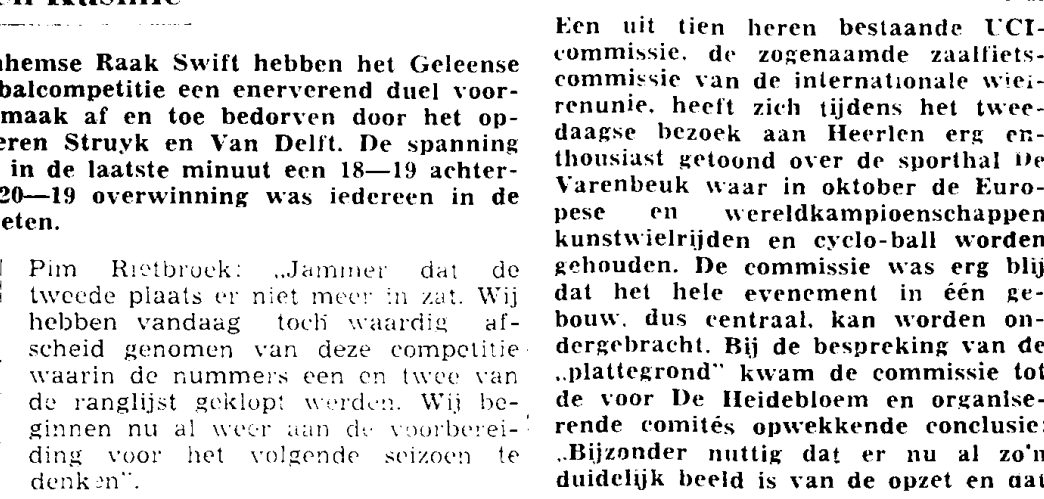 nhemse Raak Swift hebben het Geleense
balcompetitie een enerverend duel voor-
maak af en toe bedorven door het op-
eren Struyk en Van Delft. De spanning
in de laatste minuut een 18—19 achter-
20—19 overwinning was iedereen in de
eten.
Pim Rietbroek: „Jammer dat de
tweede plaats er niet meer in zat. Wij
hebben vandaag toch waardig af-
scheid genomen van deze competitie
waarin de nummers een en twee van
de ranglijst geklopt werden. Wij be-
ginnen nu al weer aan de voorberei-
ding voor het volgende seizoen te
denken”.
Een uit tien heren bestaande UCI-
commissie, de zogenaamde zaalfiets-
commissie van de internationale wiel-
renunie, heeft zich tijdens het twee-
daagse bezoek aan Heerlen erg en-
thousiast getoond over de sporthal De
Varenbeuk waar in oktober de Euro-
pese en wereldkampioenschappen
kunstwielrijden en cyclo-ball worden
gehouden. De commissie was erg blij
dat het hele evenement in één ge-
bouw, dus centraal, kan worden on-
dergebracht. Bij de bespreking van de
„plattegrond” kwam de commissie tot
de voor De Heidebloem en organise-
rende comités opwekkende conclusie:
„Bijzonder nuttig dat er nu al zo'n
duidelijk beeld is van de opzet en dat